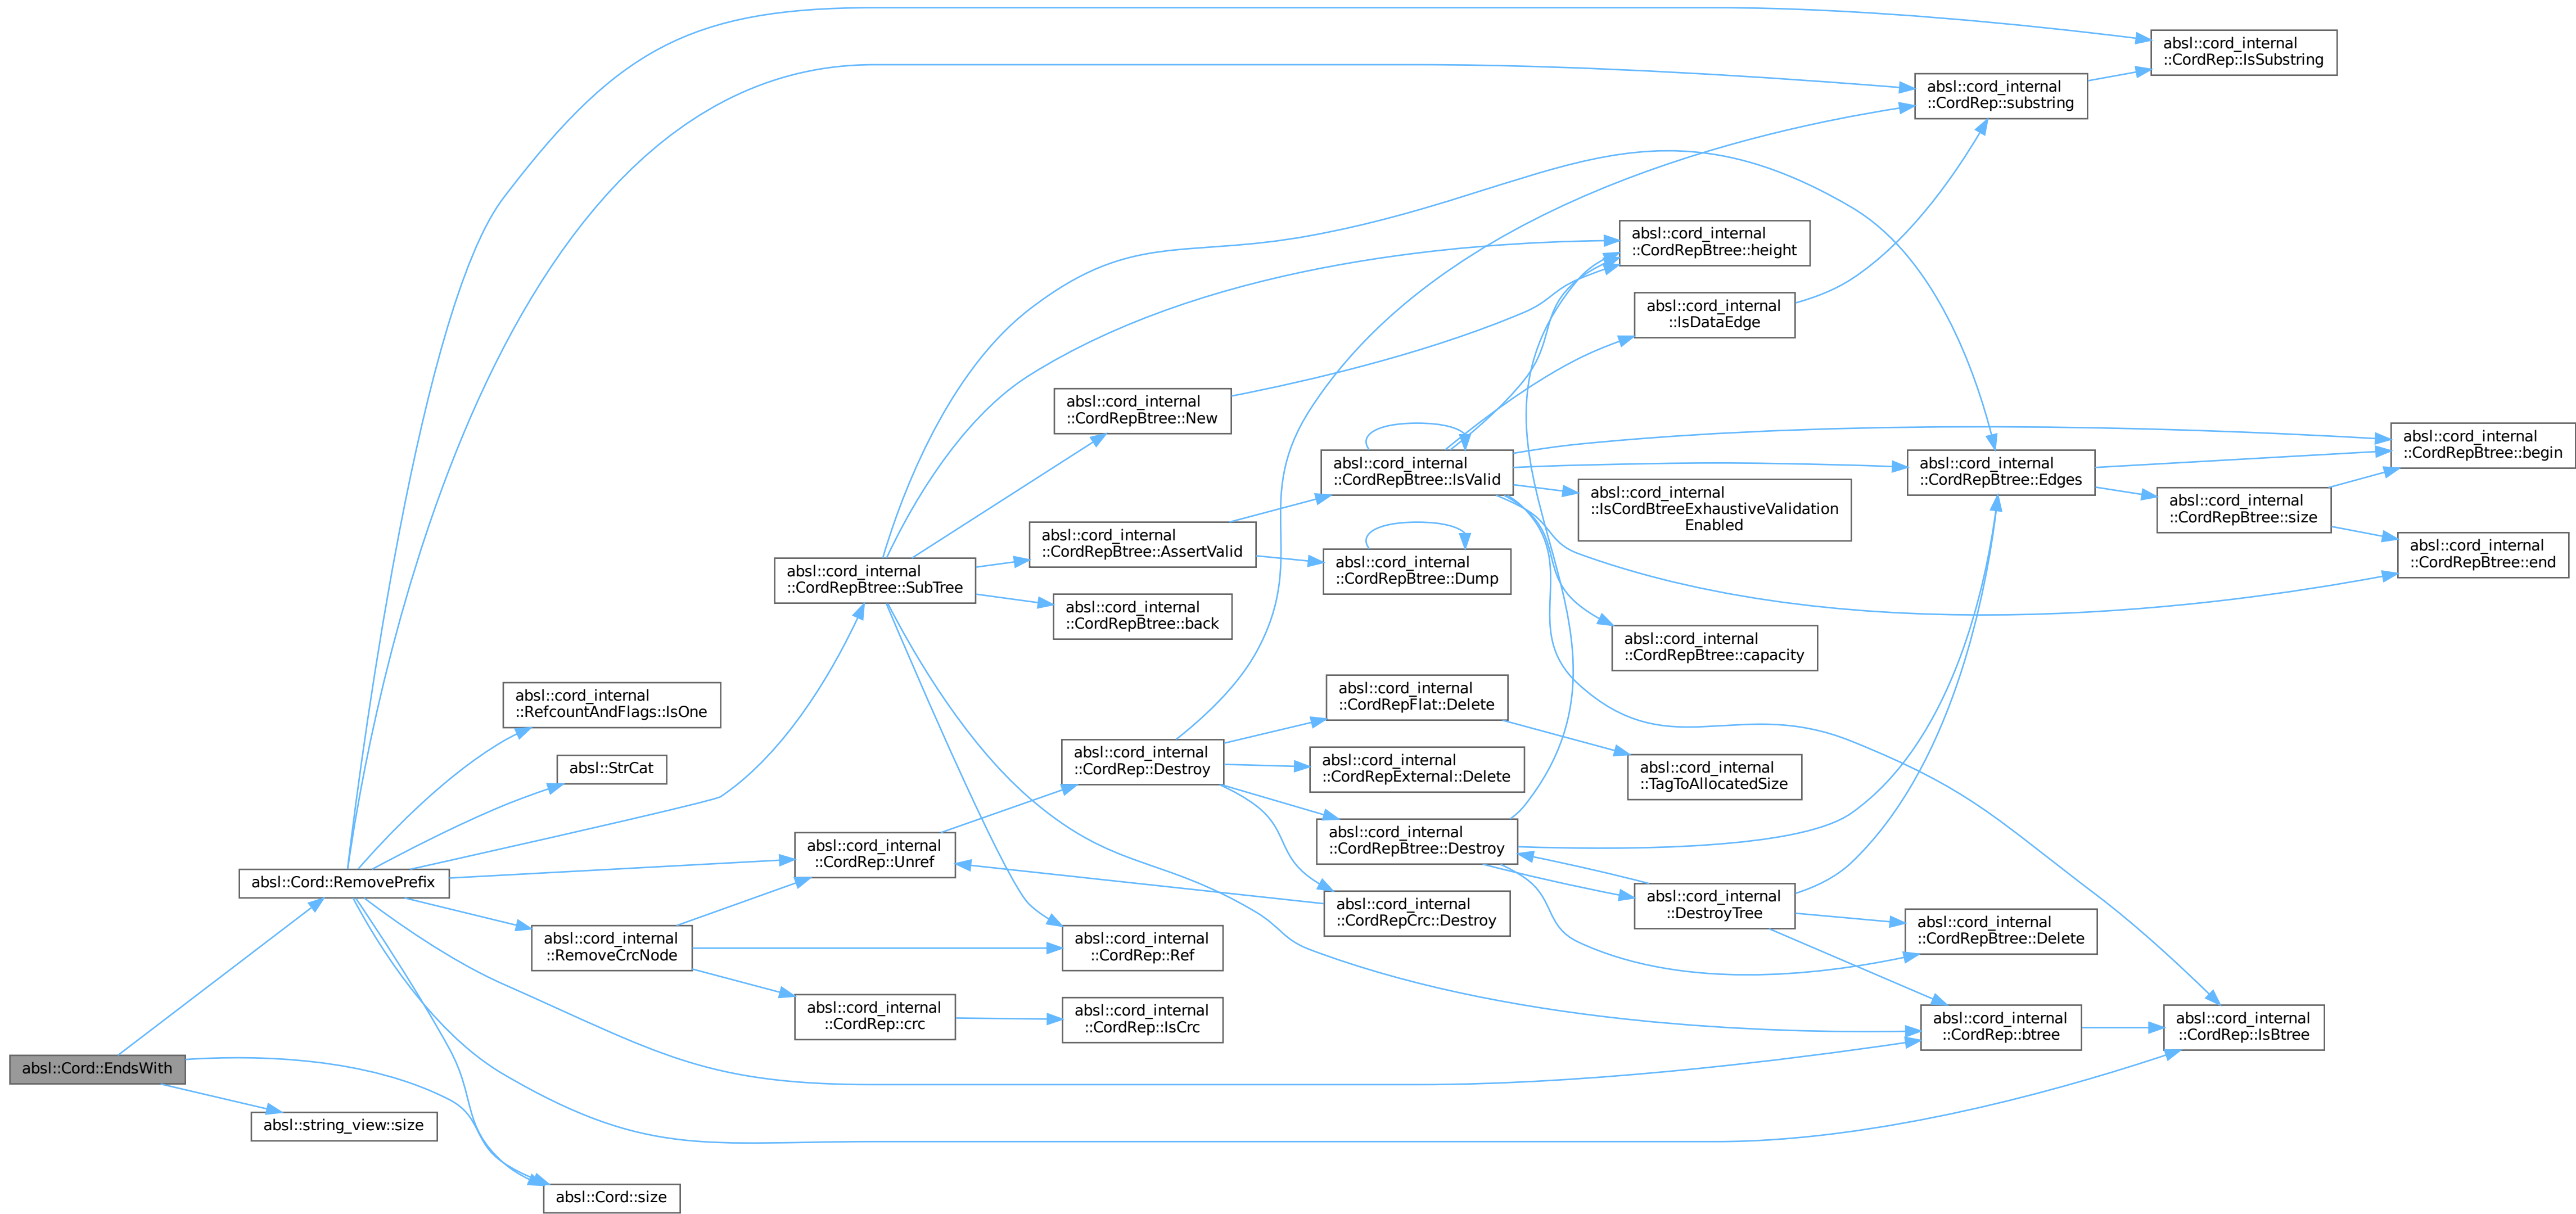 absl::cord_internal
::CordRep::IsSubstring
absl::cord_internal
::CordRep::substring
absl::cord_internal
::CordRepBtree::height
absl::cord_internal
::IsDataEdge
absl::cord_internal
::CordRepBtree::New
absl::cord_internal
::CordRepBtree::begin
absl::cord_internal
::CordRepBtree::IsValid
absl::cord_internal
::CordRepBtree::Edges
absl::cord_internal
::IsCordBtreeExhaustiveValidation
Enabled
absl::cord_internal
::CordRepBtree::size
absl::cord_internal
::CordRepBtree::AssertValid
absl::cord_internal
::CordRepBtree::end
absl::cord_internal
::CordRepBtree::Dump
absl::cord_internal
::CordRepBtree::SubTree
absl::cord_internal
::CordRepBtree::back
absl::cord_internal
::CordRepBtree::capacity
absl::cord_internal
::RefcountAndFlags::IsOne
absl::cord_internal
::CordRepFlat::Delete
absl::cord_internal
::CordRep::Destroy
absl::cord_internal
::CordRepExternal::Delete
absl::StrCat
absl::cord_internal
::TagToAllocatedSize
absl::cord_internal
::CordRepBtree::Destroy
absl::cord_internal
::CordRep::Unref
absl::Cord::RemovePrefix
absl::cord_internal
::DestroyTree
absl::cord_internal
::CordRepCrc::Destroy
absl::cord_internal
::CordRepBtree::Delete
absl::cord_internal
::RemoveCrcNode
absl::cord_internal
::CordRep::Ref
absl::cord_internal
::CordRep::crc
absl::cord_internal
::CordRep::IsCrc
absl::cord_internal
::CordRep::btree
absl::cord_internal
::CordRep::IsBtree
absl::Cord::EndsWith
absl::string_view::size
absl::Cord::size